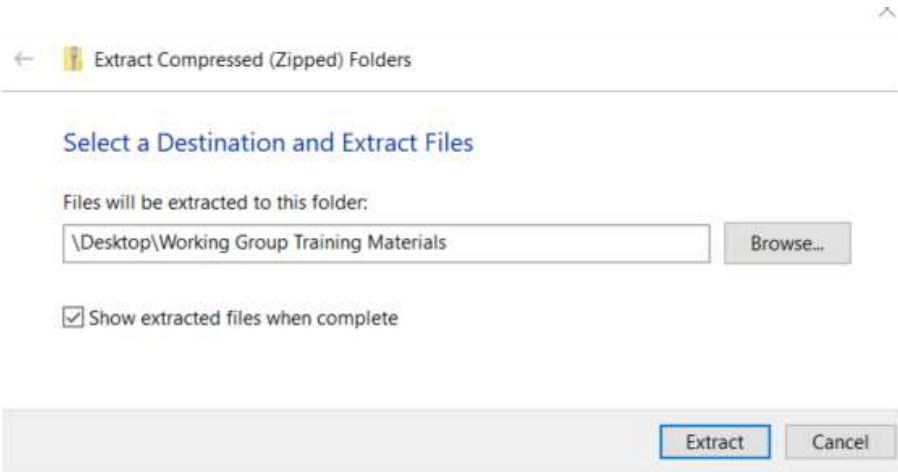 Extract Compressed (Zipped) Folders
Select a Destination and Extract Files
Files will be extracted to this folder:
\Desktop\Working Group Training Materials
Browse...
Show extracted files when complete
Extract
Cancel